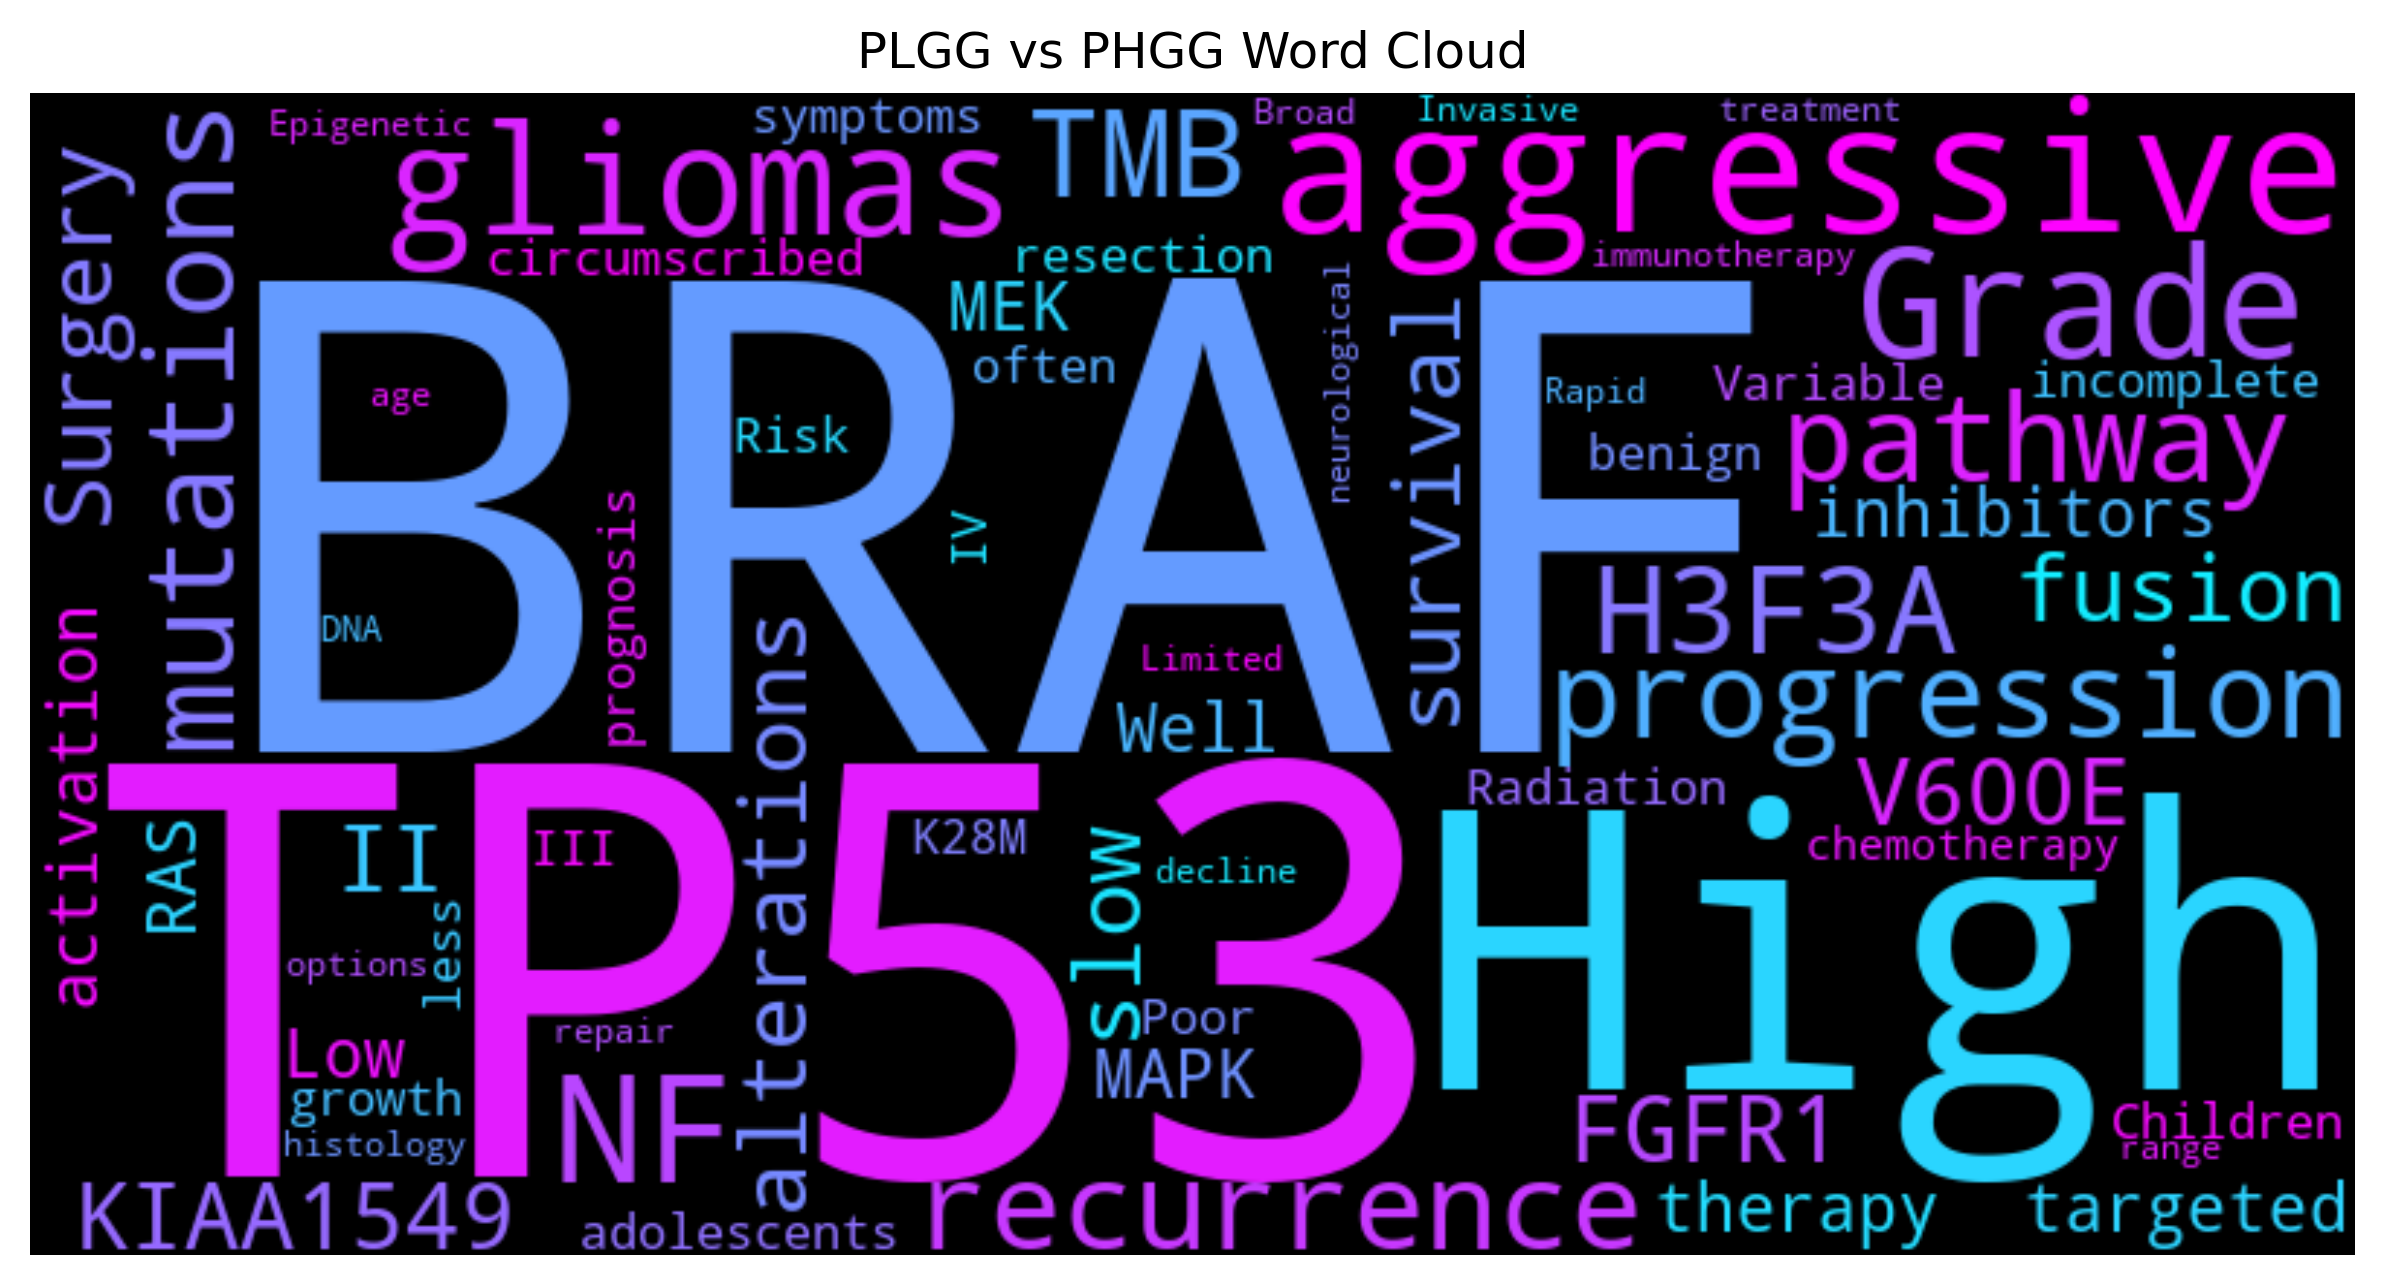 PLGG vs PHGG Word Cloud
Epigenetic
symptoms
TMB
Broad
Invasive
treatment
gliomas
aggressive
Surgery
mutations
circumscribed
resection
immunotherapy
Grade
BRAF
MEK
often
neurological
survival
Rapid
Variable
incomplete
age
Risk
benign
pathway
prognosis
IV
inhibitors
H3F3A
fusion
DNA
Limited
Well
progression
activation
alterations
TP53
High
Radiation
V600E
RAS
II
III
K28M
slow
decline
chemotherapy
less
options
Poor
Low
repair
MAPK
growth
NF
FGFR1
Children
histology
range
KIAA1549
adolescents
recurrence
therapy
targeted